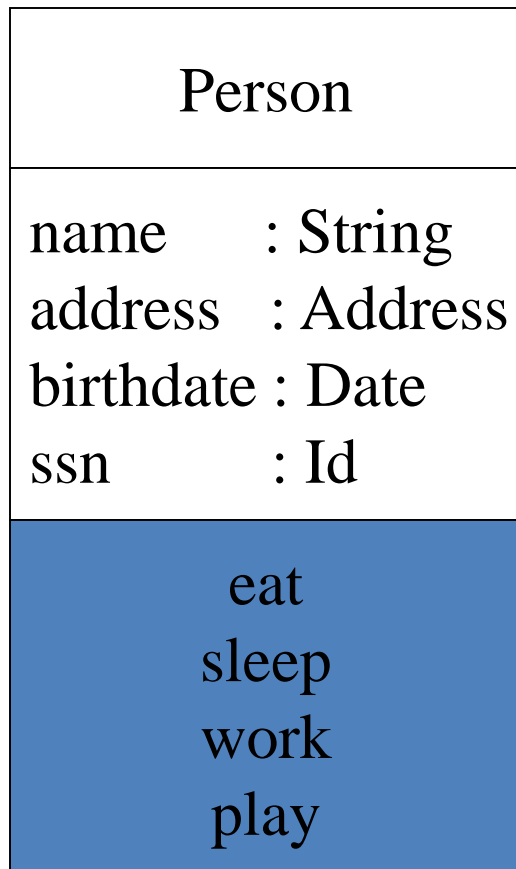 Person
name : String
address : Address
birthdate : Date
ssn : Id
eat
sleep
work
play